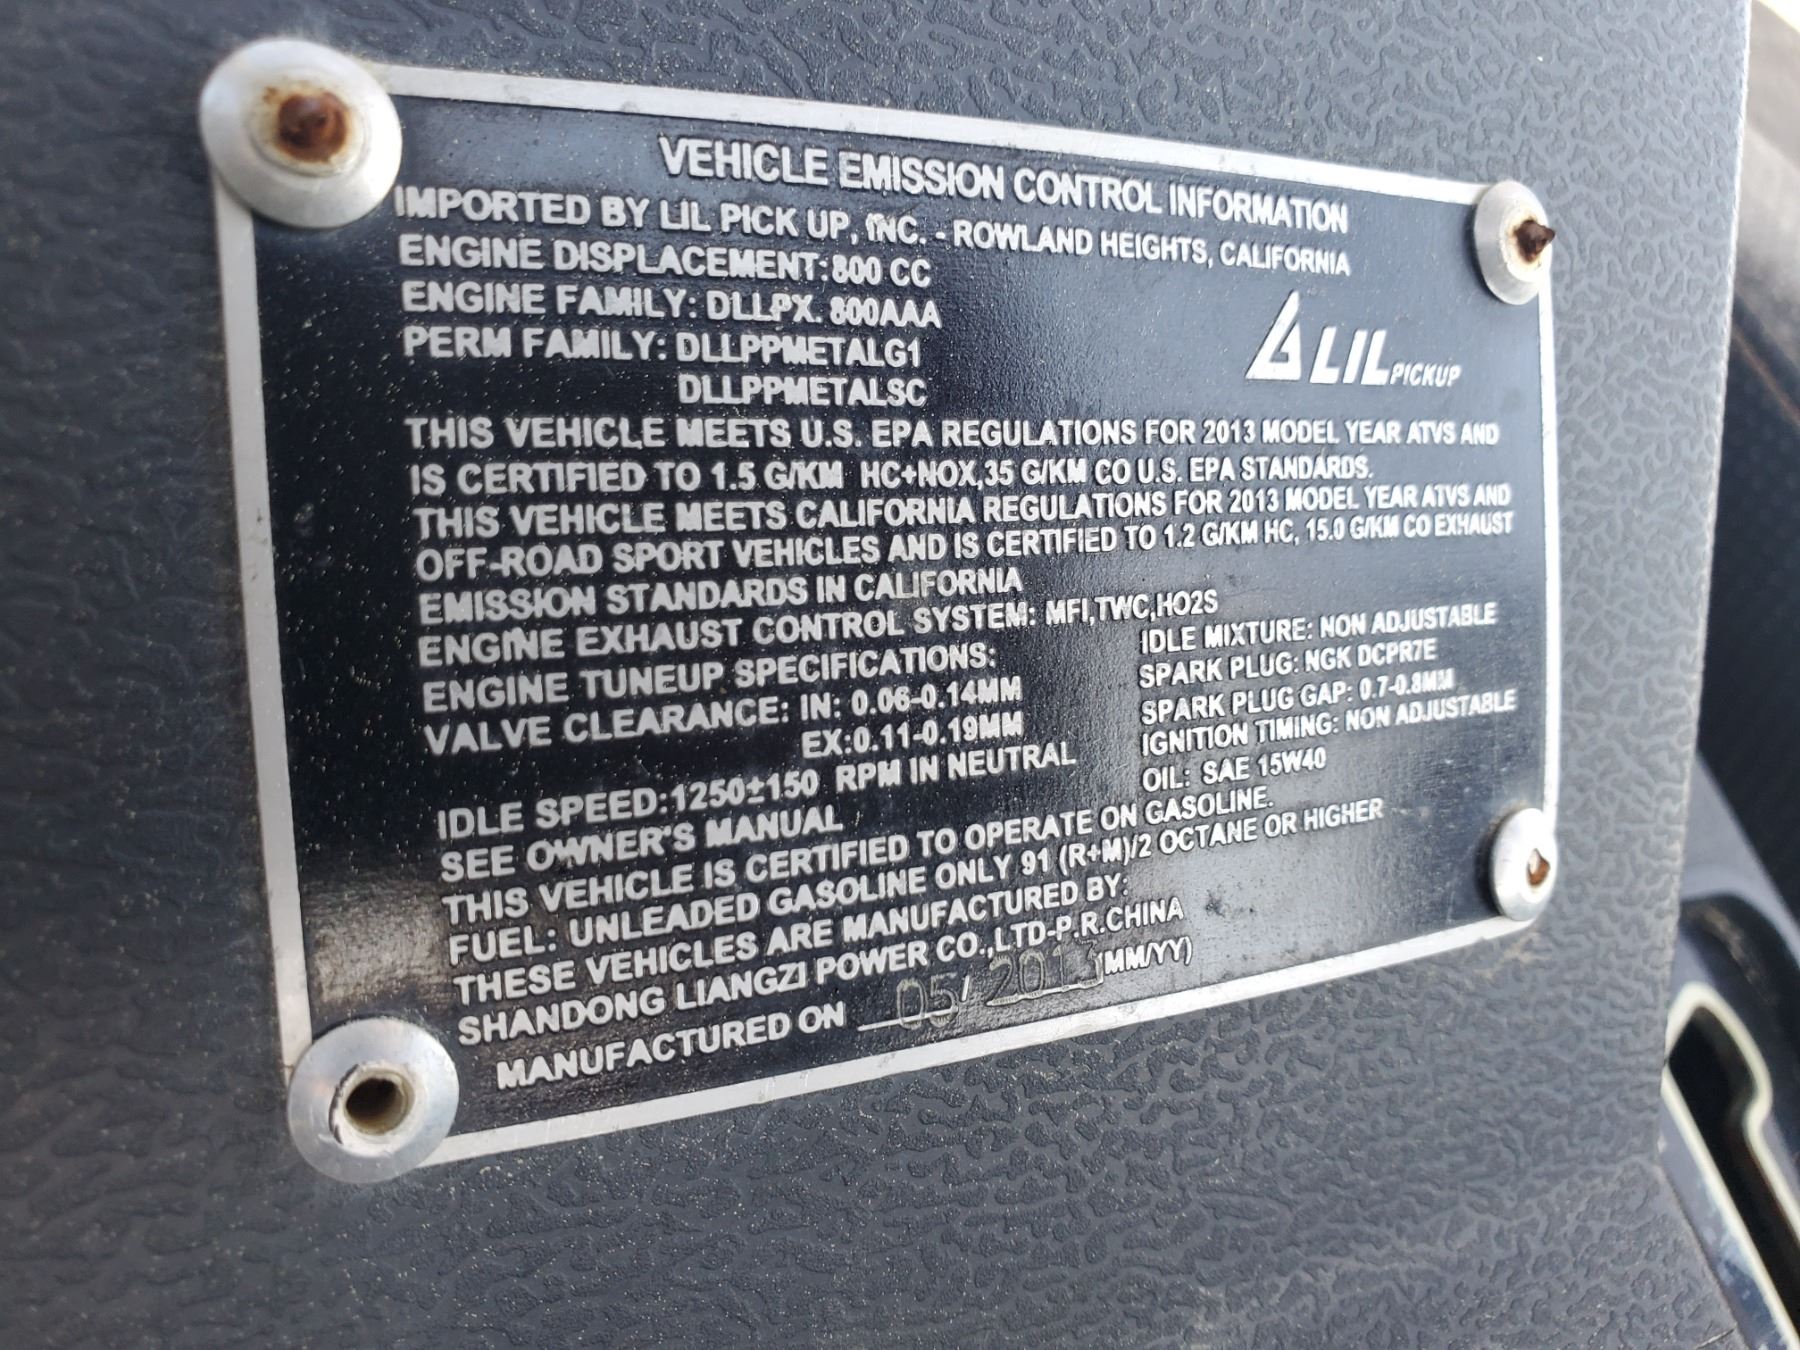 VEHICLE EMISSION CONTROL INFORMATION
IMPORTED BY LIL PICK UP, INC. - ROWLAND HEIGHTS, CALIFORNIA
ENGINE DISPLACEMENT:800 CC
ENGINE FAMILY: DLLPX. 800AAA
PERM FAMILY: DLLPPMETALG1
DLLPPMETALSC
LIL PICKUP
THIS VEHICLE MEETS U.S. EPA REGULATIONS FOR 2013 MODEL YEAR ATVS AND
IS CERTIFIED TO 1.5 G/KM HC+NOX,35 G/KM CO U.S. EPA STANDARDS.
THIS VEHICLE MEETS CALIFORNIA REGULATIONS FOR 2013 MODEL YEAR ATVS AND
OFF-ROAD SPORT VEHICLES AND IS CERTIFIED TO 1.2 G/KM HC, 15.0 G/KM CO EXHAUST
EMISSION STANDARDS IN CALIFORNIA
ENGINE EXHAUST CONTROL SYSTEM: MFI,TWC,HO2S
ENGINE TUNEUP SPECIFICATIONS:
VALVE CLEARANCE: IN: 0.06-0.14MM
EX:0.11-0.19MM
IDLE SPEED:1250±150 RPM IN NEUTRAL
IDLE MIXTURE: NON ADJUSTABLE
SPARK PLUG: NGK DCPR7E
SPARK PLUG GAP: 0.7-0.8MM
IGNITION TIMING: NON ADJUSTABLE
OIL: SAE 15W40
SEE OWNER'S MANUAL
THIS VEHICLE IS CERTIFIED TO OPERATE ON GASOLINE.
FUEL: UNLEADED GASOLINE ONLY 91 (R+M)/2 OCTANE OR HIGHER
THESE VEHICLES ARE MANUFACTURED BY:
SHANDONG LIANGZI POWER CO.,LTD-P.R.CHINA
MANUFACTURED ON 05/2013 (MM/YY)